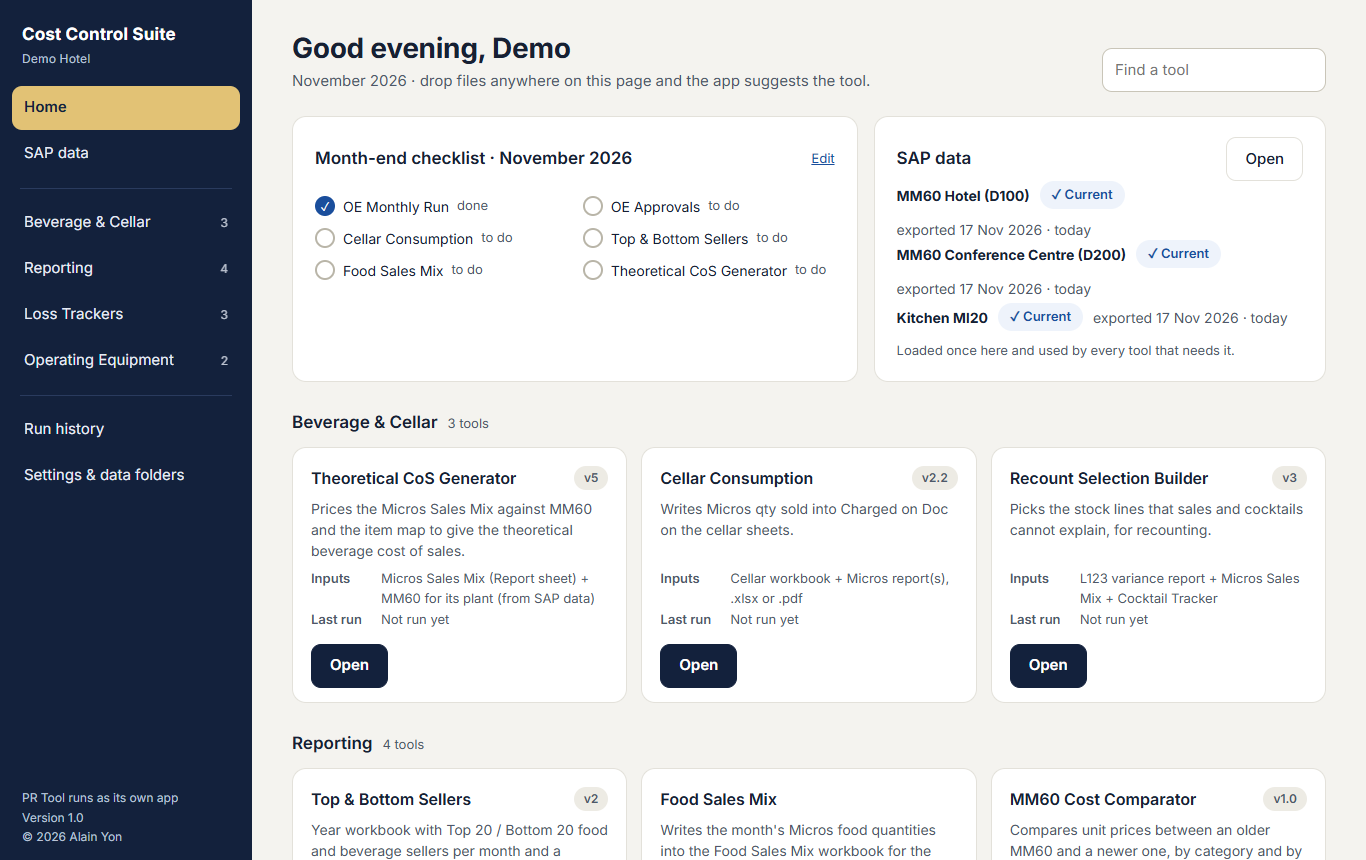 Cost Control Suite
Demo Hotel
Home
SAP data
Beverage & Cellar 3
Reporting 4
Loss Trackers 3
Operating Equipment 2
Run history
Settings & data folders
PR Tool runs as its own app
Version 1.0
© 2026 Alain Yon
Good evening, Demo
November 2026 · drop files anywhere on this page and the app suggests the tool.
Find a tool
Month-end checklist · November 2026
Edit
✓ OE Monthly Run done
OE Approvals to do
Cellar Consumption to do
Top & Bottom Sellers to do
Food Sales Mix to do
Theoretical CoS Generator to do
SAP data
Open
MM60 Hotel (D100) ✓ Current
exported 17 Nov 2026 · today
MM60 Conference Centre (D200) ✓ Current
exported 17 Nov 2026 · today
Kitchen MI20 ✓ Current exported 17 Nov 2026 · today
Loaded once here and used by every tool that needs it.
Beverage & Cellar 3 tools
Theoretical CoS Generator v5
Prices the Micros Sales Mix against MM60
and the item map to give the theoretical
beverage cost of sales.
Inputs Micros Sales Mix (Report sheet) +
MM60 for its plant (from SAP data)
Last run Not run yet
Open
Cellar Consumption v2.2
Writes Micros qty sold into Charged on Doc
on the cellar sheets.
Inputs Cellar workbook + Micros report(s),
.xlsx or .pdf
Last run Not run yet
Open
Recount Selection Builder v3
Picks the stock lines that sales and cocktails
cannot explain, for recounting.
Inputs L123 variance report + Micros Sales
Mix + Cocktail Tracker
Last run Not run yet
Open
Reporting 4 tools
Top & Bottom Sellers v2
Year workbook with Top 20 / Bottom 20 food
and beverage sellers per month and a
Food Sales Mix
Writes the month's Micros food quantities
into the Food Sales Mix workbook for the
MM60 Cost Comparator v1.0
Compares unit prices between an older
MM60 and a newer one, by category and by